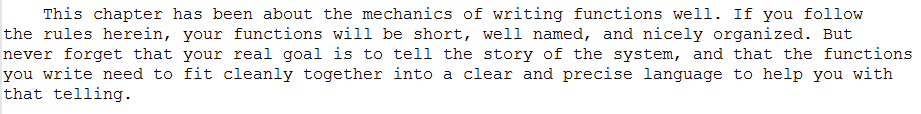 This chapter has been about the mechanics of writing functions well. If you follow
the rules herein, your functions will be short, well named, and nicely organized. But
never forget that your real goal is to tell the story of the system, and that the functions
you write need to fit cleanly together into a clear and precise language to help you with
that telling.